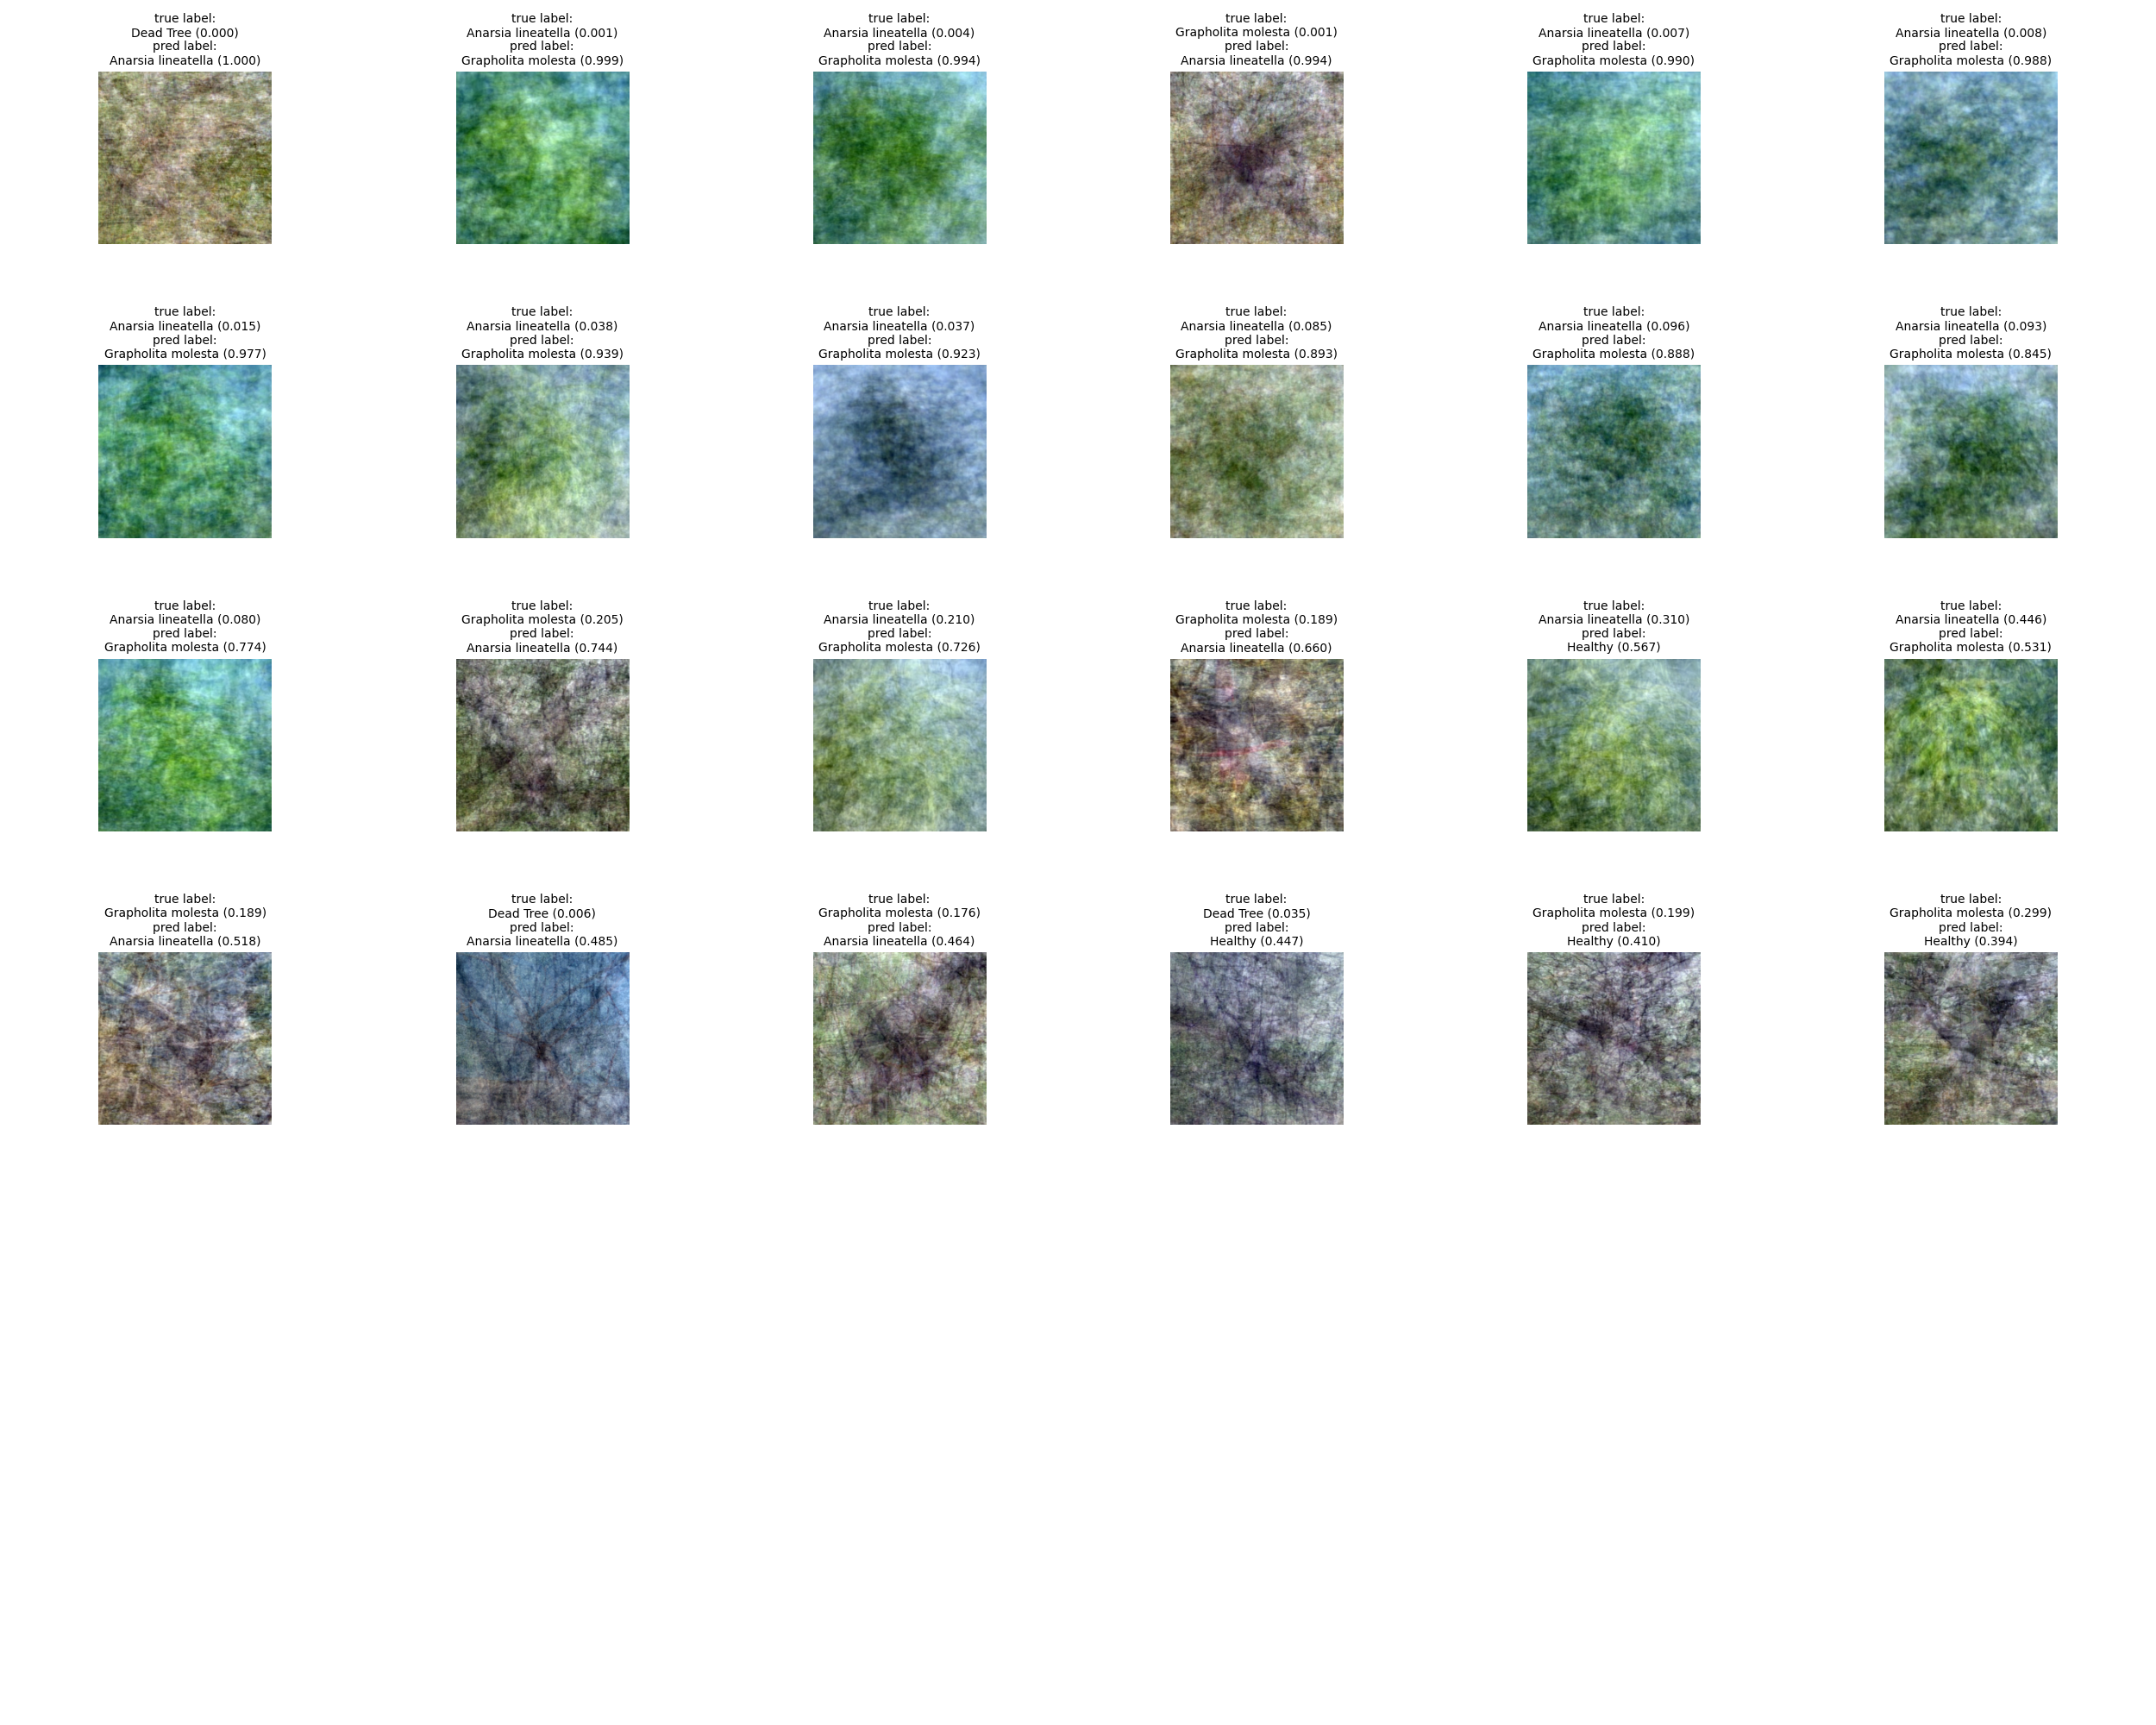 true label:
Dead Tree (0.000)
pred label:
Anarsia lineatella (1.000)
true label:
Anarsia lineatella (0.001)
pred label:
Grapholita molesta (0.999)
true label:
Anarsia lineatella (0.004)
pred label:
Grapholita molesta (0.994)
true label:
Grapholita molesta (0.001)
pred label:
Anarsia lineatella (0.994)
true label:
Anarsia lineatella (0.007)
pred label:
Grapholita molesta (0.990)
true label:
Anarsia lineatella (0.008)
pred label:
Grapholita molesta (0.988)
true label:
Anarsia lineatella (0.015)
pred label:
Grapholita molesta (0.977)
true label:
Anarsia lineatella (0.038)
pred label:
Grapholita molesta (0.939)
true label:
Anarsia lineatella (0.037)
pred label:
Grapholita molesta (0.923)
true label:
Anarsia lineatella (0.085)
pred label:
Grapholita molesta (0.893)
true label:
Anarsia lineatella (0.096)
pred label:
Grapholita molesta (0.888)
true label:
Anarsia lineatella (0.093)
pred label:
Grapholita molesta (0.845)
true label:
Anarsia lineatella (0.080)
pred label:
Grapholita molesta (0.774)
true label:
Grapholita molesta (0.205)
pred label:
Anarsia lineatella (0.744)
true label:
Anarsia lineatella (0.210)
pred label:
Grapholita molesta (0.726)
true label:
Grapholita molesta (0.189)
pred label:
Anarsia lineatella (0.660)
true label:
Anarsia lineatella (0.310)
pred label:
Healthy (0.567)
true label:
Anarsia lineatella (0.446)
pred label:
Grapholita molesta (0.531)
true label:
Grapholita molesta (0.189)
pred label:
Anarsia lineatella (0.518)
true label:
Dead Tree (0.006)
pred label:
Anarsia lineatella (0.485)
true label:
Grapholita molesta (0.176)
pred label:
Anarsia lineatella (0.464)
true label:
Dead Tree (0.035)
pred label:
Healthy (0.447)
true label:
Grapholita molesta (0.199)
pred label:
Healthy (0.410)
true label:
Grapholita molesta (0.299)
pred label:
Healthy (0.394)